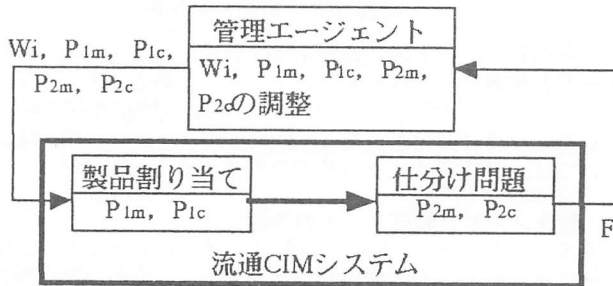 管理エージェント
Wi, P1m, P1c, P2m,
P2cの調整
Wi, P1m, P1c,
P2m, P2c
製品割り当て
P1m, P1c
仕分け問題
P2m, P2c
F
流通CIMシステム